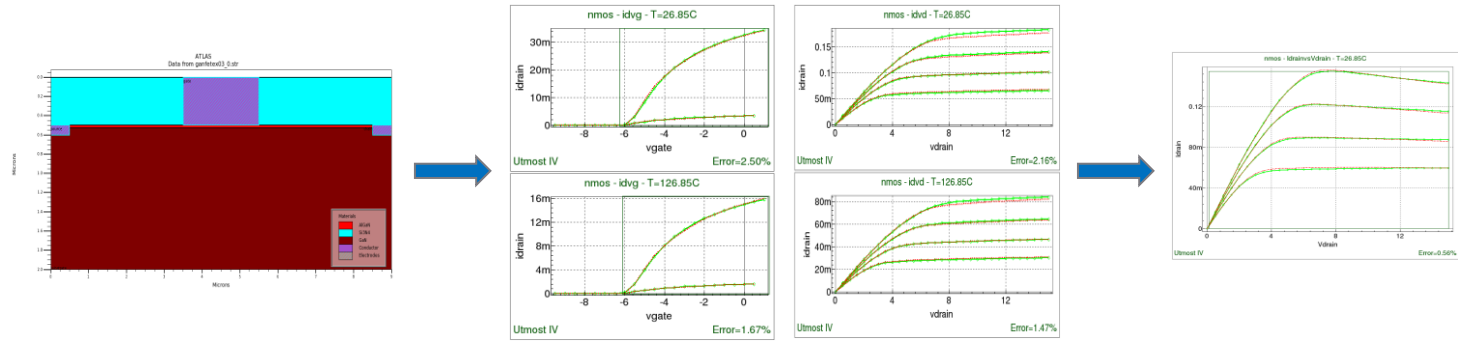 ATLAS
Data from ganfetex03_0.str
Microns
Microns
Materials
AlGaN
Si3N4
GaN
Conductor
Electrodes
nmos - idvg - T=26.85C
idrain
30m
20m
10m
0
-8
-6
-4
-2
0
vgate
Utmost IV
Error=2.50%
nmos - idvd - T=26.85C
idrain
0.15
0.1
50m
0
0
4
8
12
vdrain
Utmost IV
Error=2.16%
nmos - idvg - T=126.85C
idrain
16m
12m
8m
4m
0
-8
-6
-4
-2
0
vgate
Utmost IV
Error=1.67%
nmos - idvd - T=126.85C
idrain
80m
60m
40m
20m
0
0
4
8
12
vdrain
Utmost IV
Error=1.47%
nmos - IdrainvsVdrain - T=26.85C
Idrain
0.12
80m
40m
0
0
4
8
12
Vdrain
Utmost IV
Error=0.56%